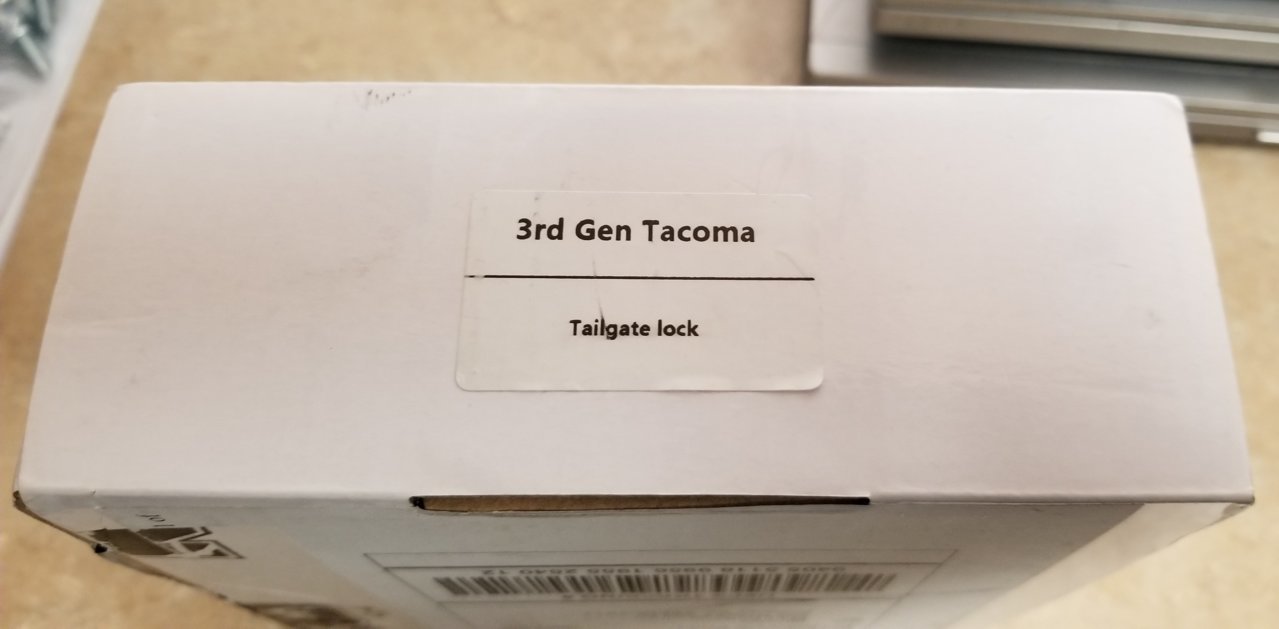 3rd Gen Tacoma
Tailgate lock